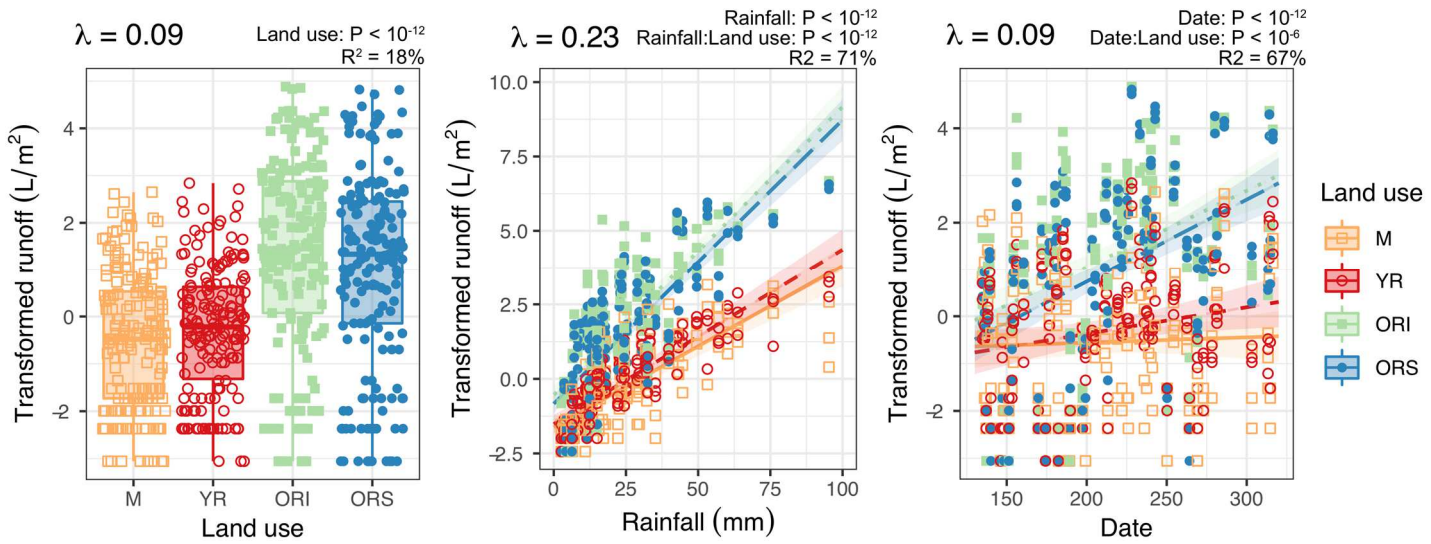 λ = 0.09
Land use: P < 10⁻¹²
R² = 18%
Transformed runoff (L/m²)
4
2
0
−2
M YR ORI ORS
Land use
λ = 0.23
Rainfall: P < 10⁻¹²
Rainfall:Land use: P < 10⁻¹²
R2 = 71%
Transformed runoff (L/m²)
10.0
7.5
5.0
2.5
0.0
−2.5
0 25 50 75 100
Rainfall (mm)
λ = 0.09
Date: P < 10⁻¹²
Date:Land use: P < 10⁻⁶
R2 = 67%
Transformed runoff (L/m²)
4
2
0
−2
150 200 250 300
Date
Land use
M
YR
ORI
ORS